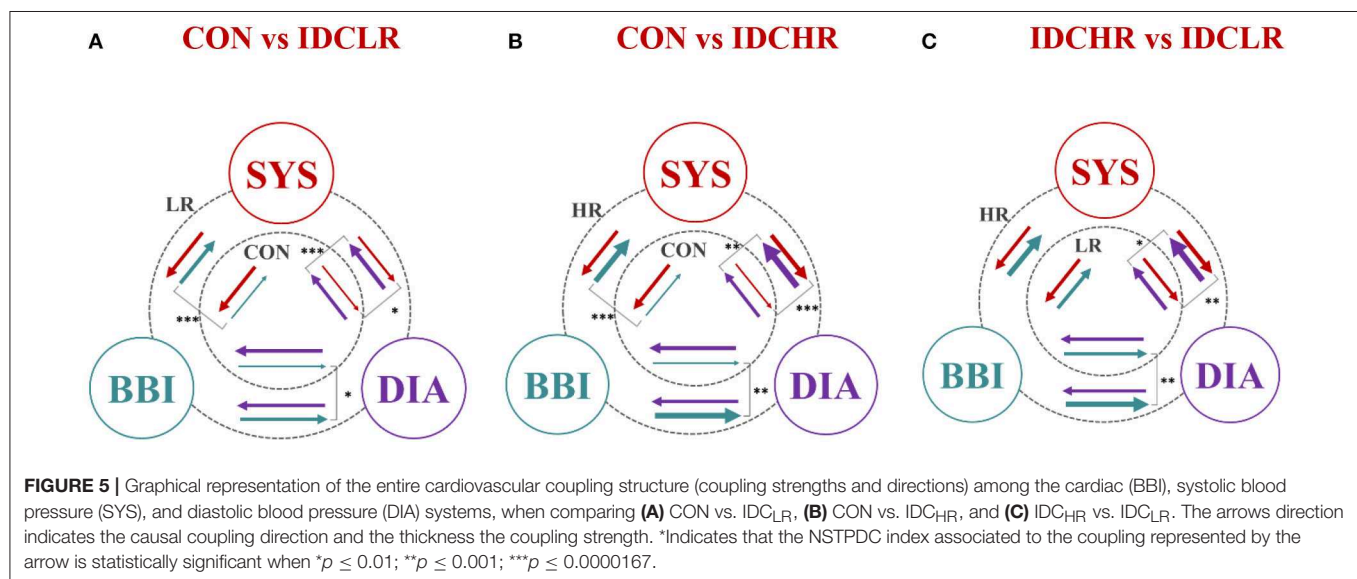 A CON vs IDCLR
B CON vs IDCHR
C IDCHR vs IDCLR
SYS
LR
CON
***
***
*
BBI
*
DIA
SYS
HR
CON
**
***
***
BBI
**
DIA
SYS
HR
LR
*
**
BBI
**
DIA
FIGURE 5 | Graphical representation of the entire cardiovascular coupling structure (coupling strengths and directions) among the cardiac (BBI), systolic blood
pressure (SYS), and diastolic blood pressure (DIA) systems, when comparing (A) CON vs. IDCLR, (B) CON vs. IDCHR, and (C) IDCHR vs. IDCLR. The arrows direction
indicates the causal coupling direction and the thickness the coupling strength. *Indicates that the NSTPDC index associated to the coupling represented by the
arrow is statistically significant when *p ≤ 0.01; **p ≤ 0.001; ***p ≤ 0.0000167.